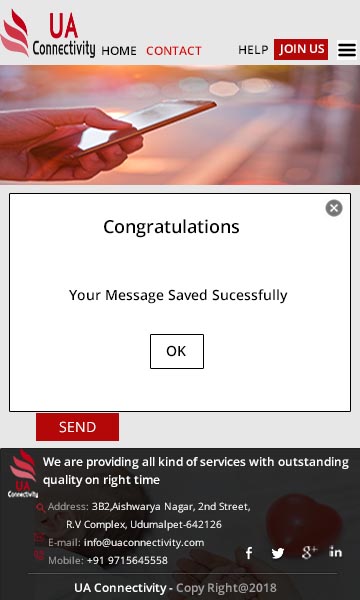 UA
Connectivity
HOME CONTACT HELP JOIN US
Congratulations
Your Message Saved Sucessfully
OK
SEND
We are providing all kind of services with outstanding
quality on right time
UA
Connectivity
Address: 3B2,Aishwarya Nagar, 2nd Street,
R.V Complex, Udumalpet-642126
E-mail: info@uaconnectivity.com
Mobile: +91 9715645558
f g+ in
UA Connectivity - Copy Right@2018